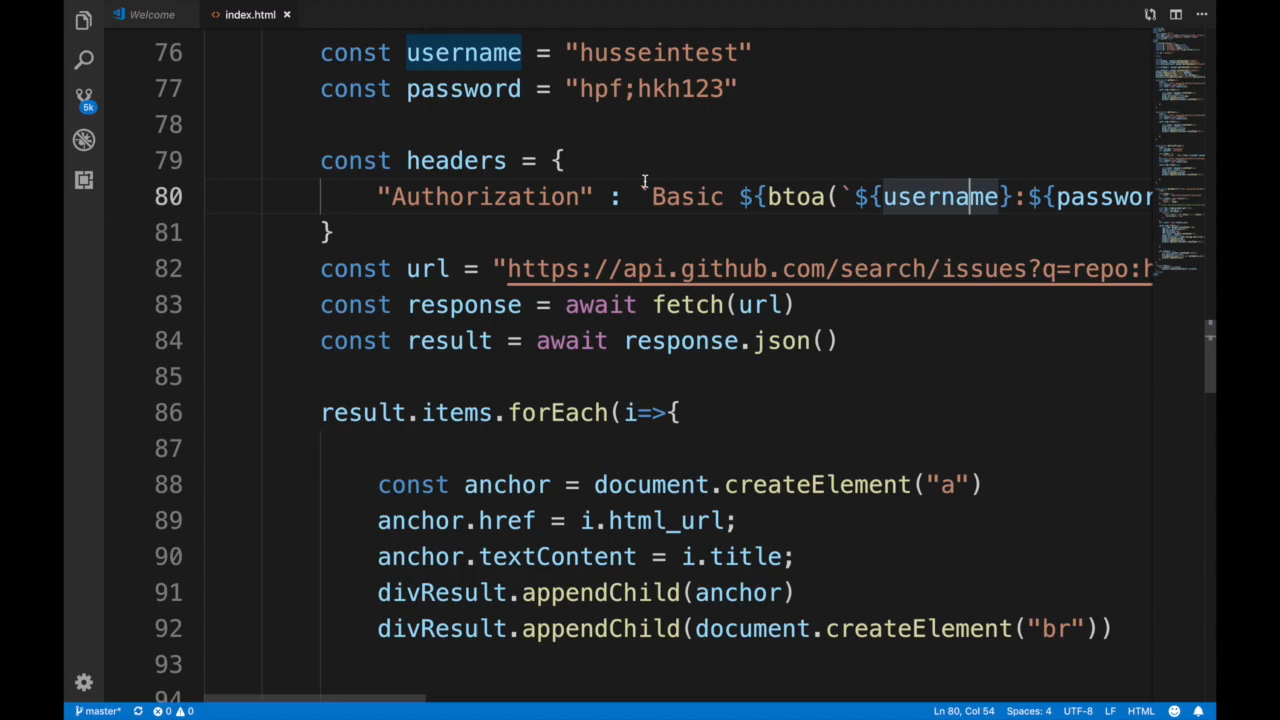 Welcome
<> index.html ×
76 const username = "husseintest"
77 const password = "hpf;hkh123"
78
79 const headers = {
80 "Authorization" : `Basic ${btoa(`${username}:${passwor
81 }
82 const url = "https://api.github.com/search/issues?q=repo:h
83 const response = await fetch(url)
84 const result = await response.json()
85
86 result.items.forEach(i=>{
87
88 const anchor = document.createElement("a")
89 anchor.href = i.html_url;
90 anchor.textContent = i.title;
91 divResult.appendChild(anchor)
92 divResult.appendChild(document.createElement("br"))
93
94
5k
master* 0 0 Ln 80, Col 54 Spaces: 4 UTF-8 LF HTML